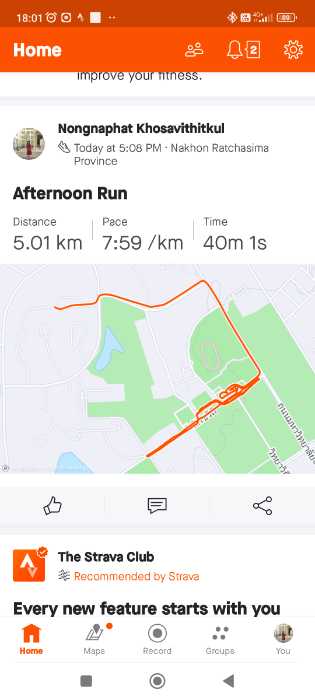 18:01
Home
2
improve your fitness.
Nongnaphat Khosavithitkul
Today at 5:08 PM · Nakhon Ratchasima
Province
Afternoon Run
Distance
Pace
Time
5.01 km
7:59 /km
40m 1s
The Strava Club
Recommended by Strava
Every new feature starts with you
Home
Maps
Record
Groups
You